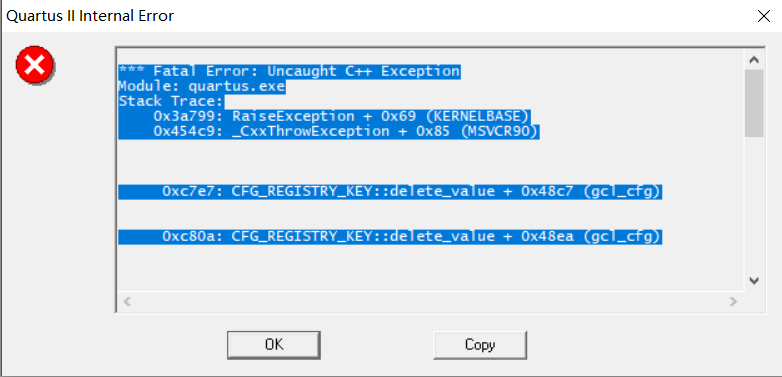 Quartus II Internal Error
*** Fatal Error: Uncaught C++ Exception
Module: quartus.exe
Stack Trace:
0x3a799: RaiseException + 0x69 (KERNELBASE)
0x454c9: _CxxThrowException + 0x85 (MSVCR90)
0xc7e7: CFG_REGISTRY_KEY::delete_value + 0x48c7 (gcl_cfg)
0xc80a: CFG_REGISTRY_KEY::delete_value + 0x48ea (gcl_cfg)
OK
Copy